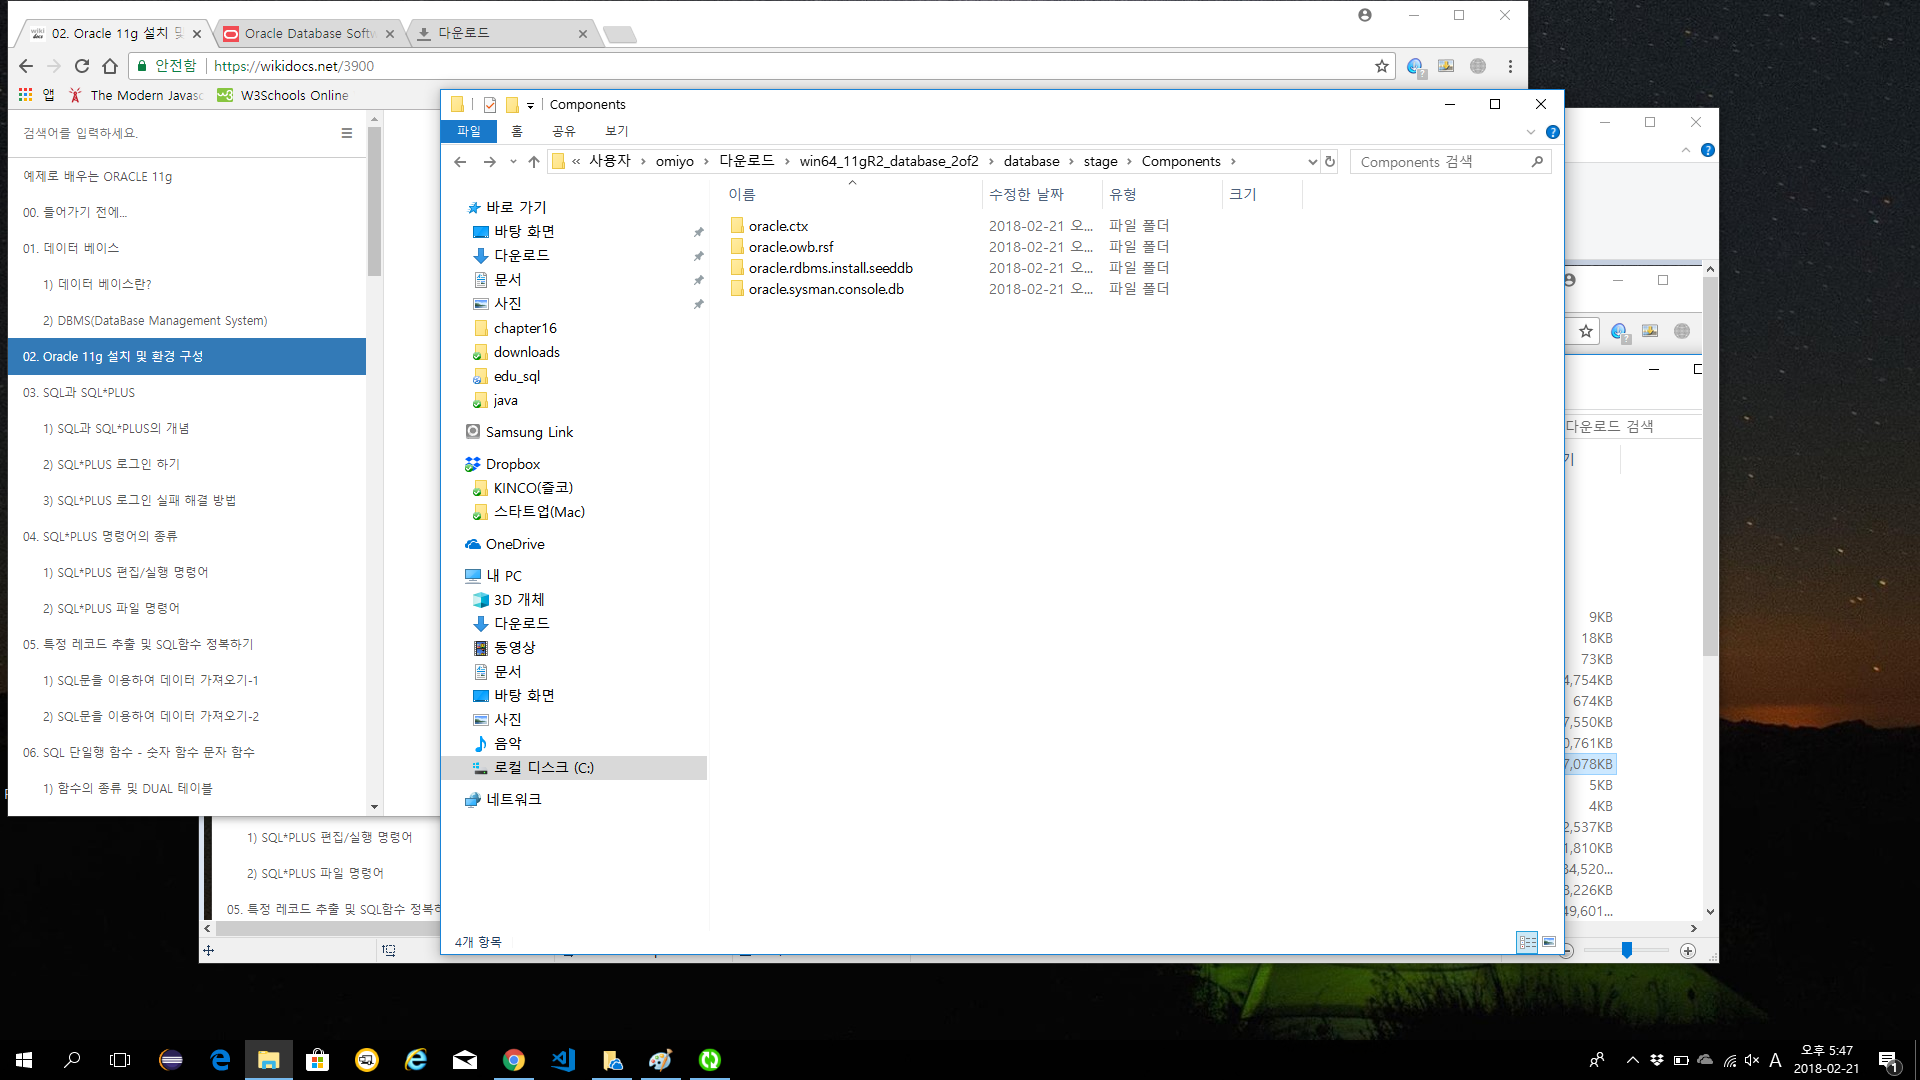 02. Oracle 11g 설치 및
Oracle Database Softw
다운로드
안전함
https://wikidocs.net/3900
앱
The Modern Javasc
W3Schools Online
검색어를 입력하세요.
예제로 배우는 ORACLE 11g
00. 들어가기 전에...
01. 데이터 베이스
1) 데이터 베이스란?
2) DBMS(DataBase Management System)
02. Oracle 11g 설치 및 환경 구성
03. SQL과 SQL*PLUS
1) SQL과 SQL*PLUS의 개념
2) SQL*PLUS 로그인 하기
3) SQL*PLUS 로그인 실패 해결 방법
04. SQL*PLUS 명령어의 종류
1) SQL*PLUS 편집/실행 명령어
2) SQL*PLUS 파일 명령어
05. 특정 레코드 추출 및 SQL함수 정복하기
1) SQL문을 이용하여 데이터 가져오기-1
2) SQL문을 이용하여 데이터 가져오기-2
06. SQL 단일행 함수 - 숫자 함수 문자 함수
1) 함수의 종류 및 DUAL 테이블
1) SQL*PLUS 편집/실행 명령어
2) SQL*PLUS 파일 명령어
05. 특정 레코드 추출 및 SQL함수 정복하
Components
파일 홈 공유 보기
« 사용자 › omiyo › 다운로드 › win64_11gR2_database_2of2 › database › stage › Components ›
Components 검색
이름 수정한 날짜 유형 크기
oracle.ctx 2018-02-21 오... 파일 폴더
oracle.owb.rsf 2018-02-21 오... 파일 폴더
oracle.rdbms.install.seeddb 2018-02-21 오... 파일 폴더
oracle.sysman.console.db 2018-02-21 오... 파일 폴더
바로 가기
바탕 화면
다운로드
문서
사진
chapter16
downloads
edu_sql
java
Samsung Link
Dropbox
KINCO(즐코)
스타트업(Mac)
OneDrive
내 PC
3D 개체
다운로드
동영상
문서
바탕 화면
사진
음악
로컬 디스크 (C:)
네트워크
4개 항목
다운로드 검색
9KB
18KB
73KB
4,754KB
674KB
7,550KB
0,761KB
7,078KB
5KB
4KB
2,537KB
1,810KB
34,520...
3,226KB
49,601...
A
오후 5:47
2018-02-21
1